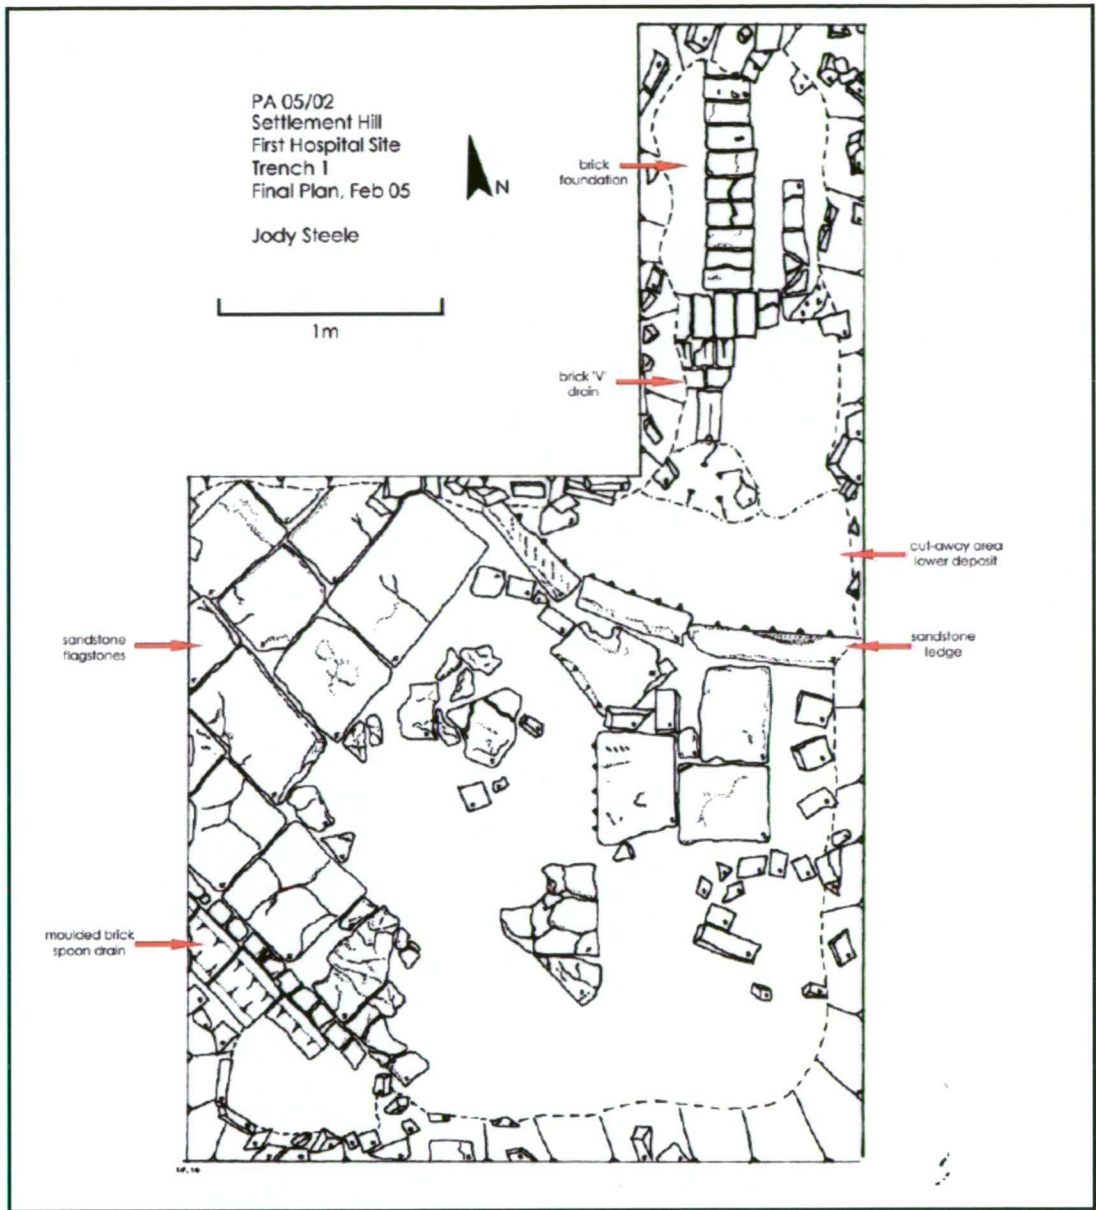 PA 05/02
Settlement Hill
First Hospital Site
Trench 1
Final Plan, Feb 05
Jody Steele
N
1m
brick
foundation
brick 'V'
drain
cut-away area
lower deposit
sandstone
flagstones
sandstone
ledge
moulded brick
spoon drain